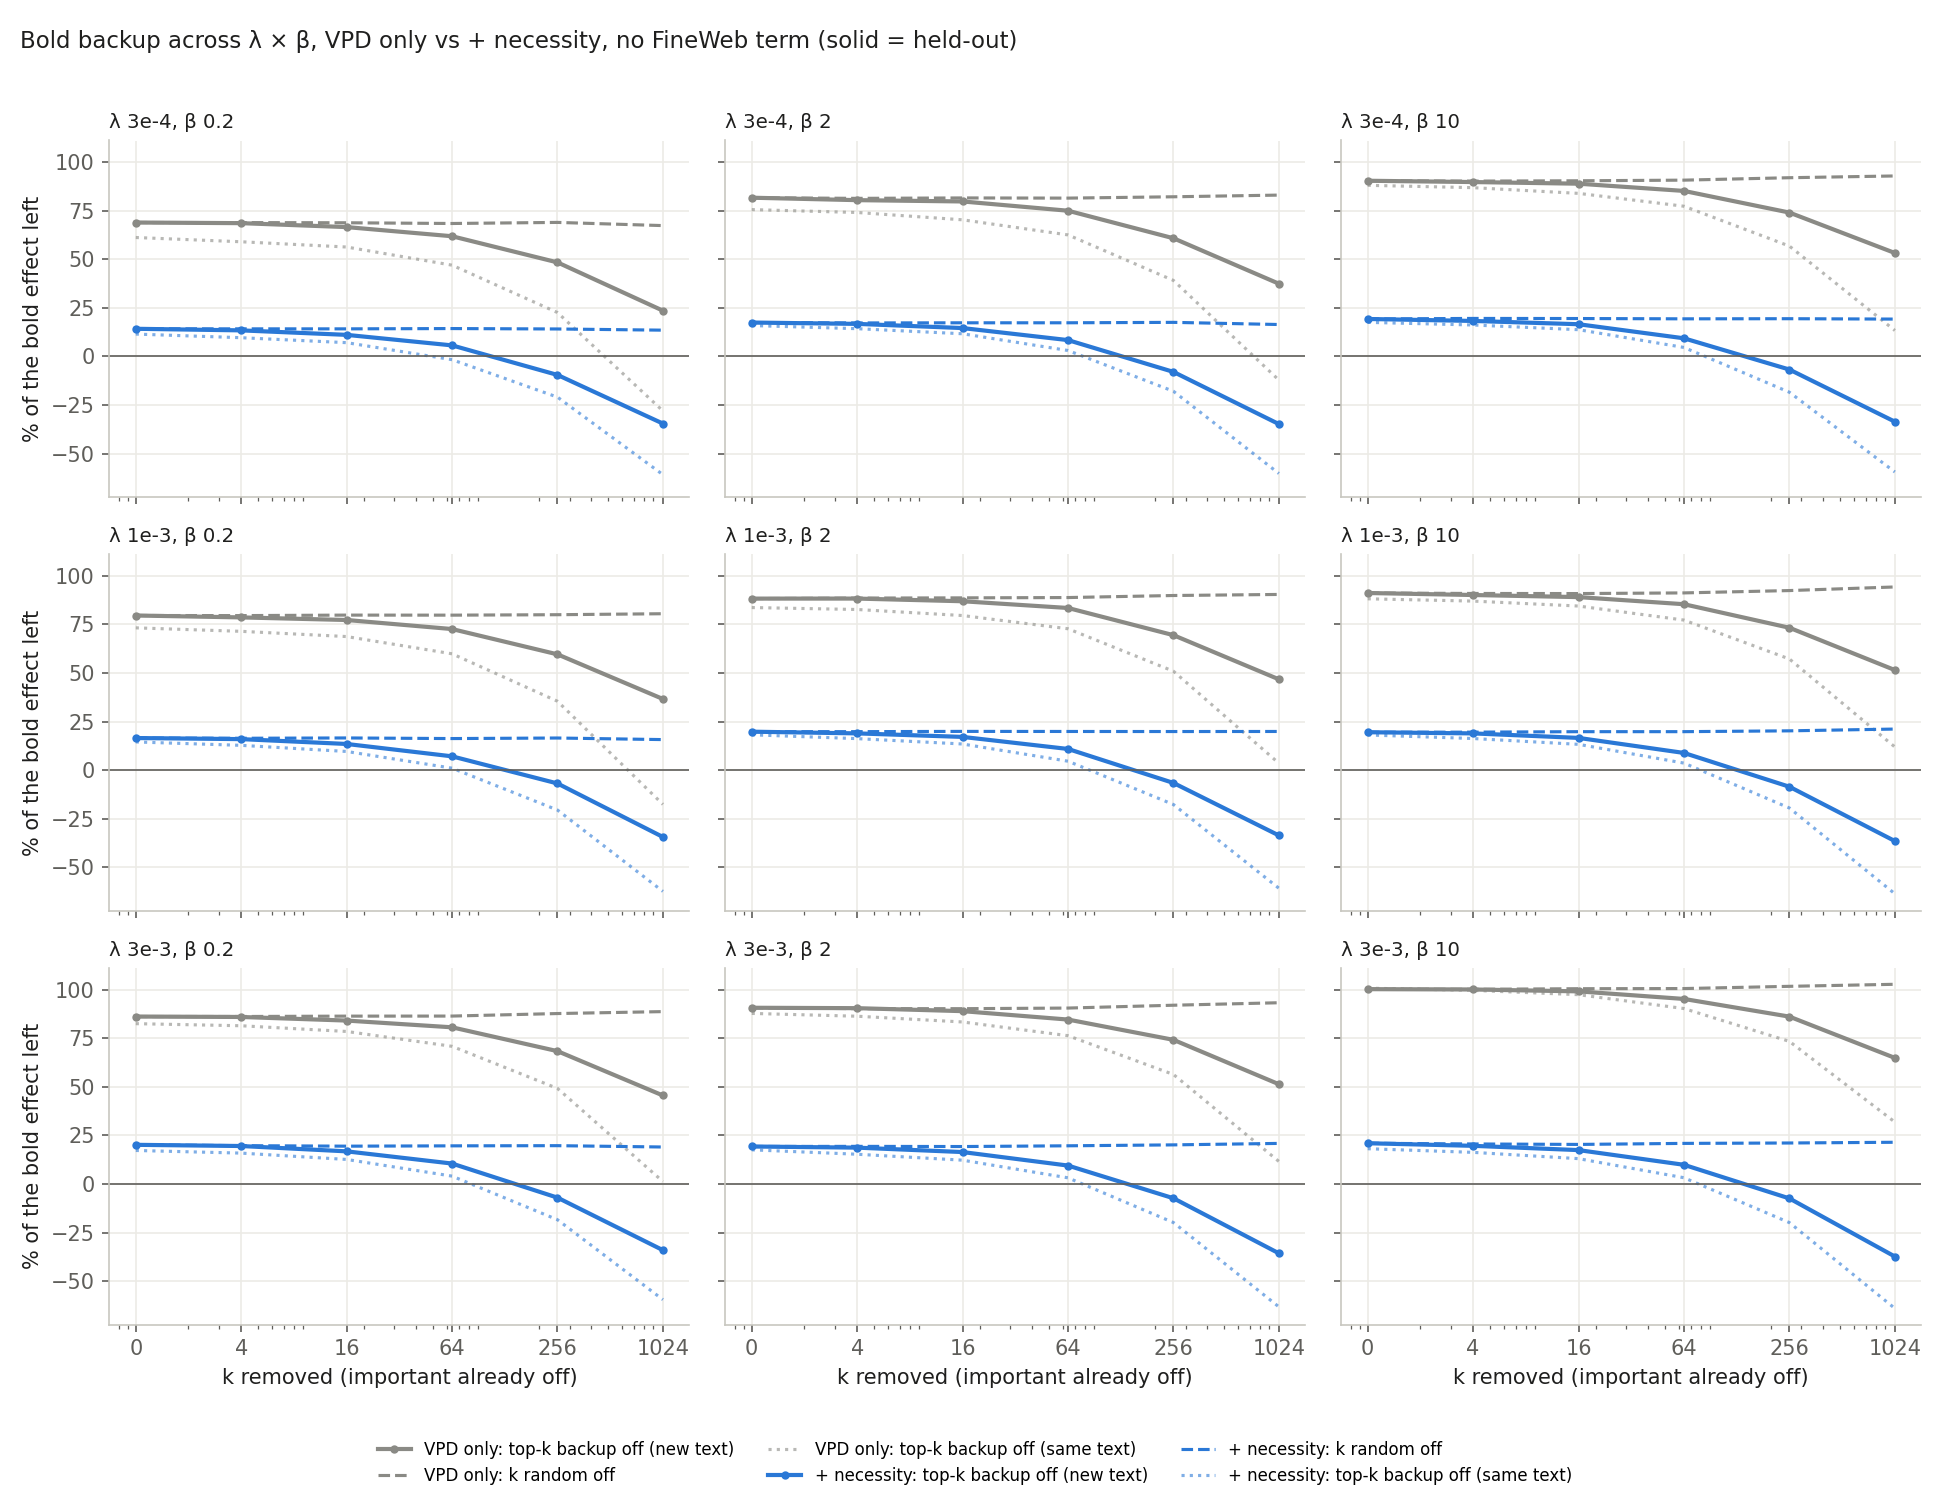 Bold backup across λ × β, VPD only vs + necessity, no FineWeb term (solid = held-out)
λ 3e-4, β 0.2
λ 3e-4, β 2
λ 3e-4, β 10
% of the bold effect left
100
75
50
25
0
−25
−50
λ 1e-3, β 0.2
λ 1e-3, β 2
λ 1e-3, β 10
% of the bold effect left
100
75
50
25
0
−25
−50
λ 3e-3, β 0.2
λ 3e-3, β 2
λ 3e-3, β 10
% of the bold effect left
100
75
50
25
0
−25
−50
0 4 16 64 256 1024
0 4 16 64 256 1024
0 4 16 64 256 1024
k removed (important already off)
k removed (important already off)
k removed (important already off)
VPD only: top-k backup off (new text)
VPD only: top-k backup off (same text)
+ necessity: k random off
VPD only: k random off
+ necessity: top-k backup off (new text)
+ necessity: top-k backup off (same text)